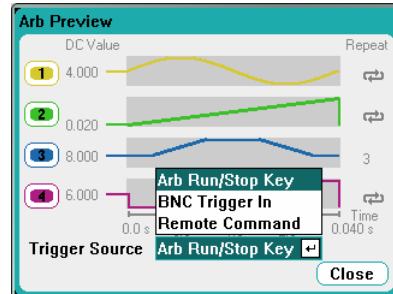 Arb Preview
DC Value Repeat
1 4.000
2 0.020
3 8.000 3
4 6.000
Arb Run/Stop Key
BNC Trigger In
Remote Command
Time
0.0 s 0.040 s
Trigger Source Arb Run/Stop Key
Close